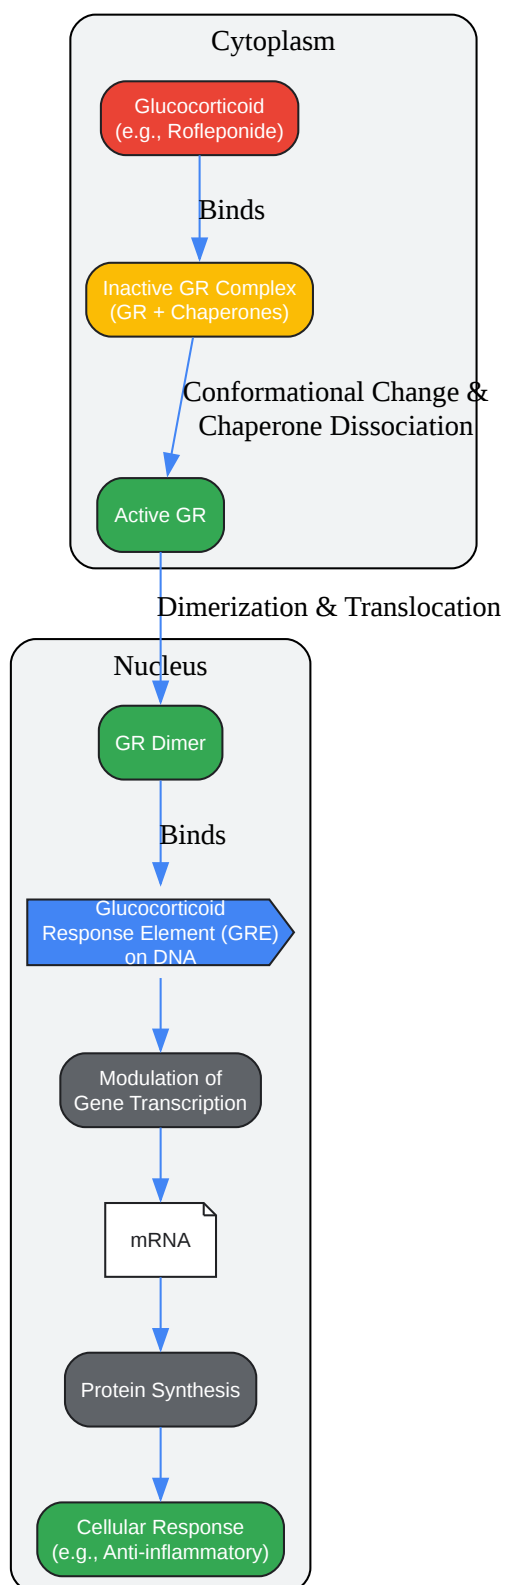 Cytoplasm
Glucocorticoid
(e.g., Rofleponide)
Binds
Inactive GR Complex
(GR + Chaperones)
Conformational Change &
Chaperone Dissociation
Active GR
Dimerization & Translocation
Nucleus
GR Dimer
Binds
Glucocorticoid
Response Element (GRE)
on DNA
Modulation of
Gene Transcription
mRNA
Protein Synthesis
Cellular Response
(e.g., Anti-inflammatory)